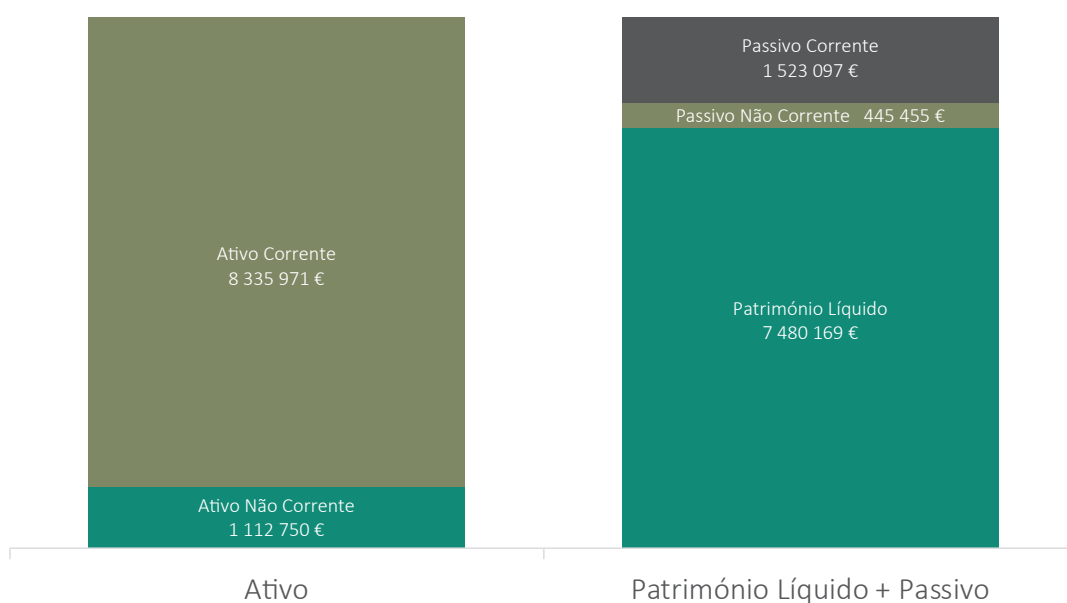 Ativo Corrente
8 335 971 €
Ativo Não Corrente
1 112 750 €
Passivo Corrente
1 523 097 €
Passivo Não Corrente 445 455 €
Património Líquido
7 480 169 €
Ativo
Património Líquido + Passivo